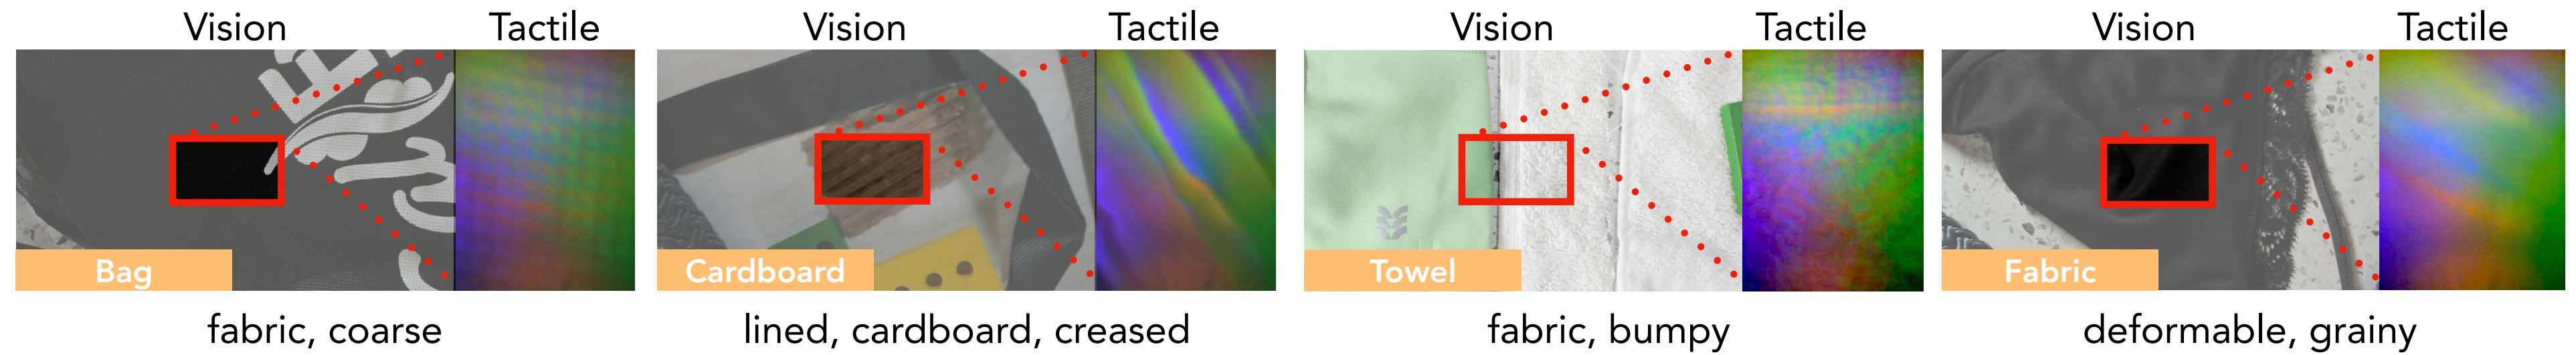 Vision Tactile Vision Tactile Vision Tactile Vision Tactile
Bag Cardboard Towel Fabric
fabric, coarse lined, cardboard, creased fabric, bumpy deformable, grainy